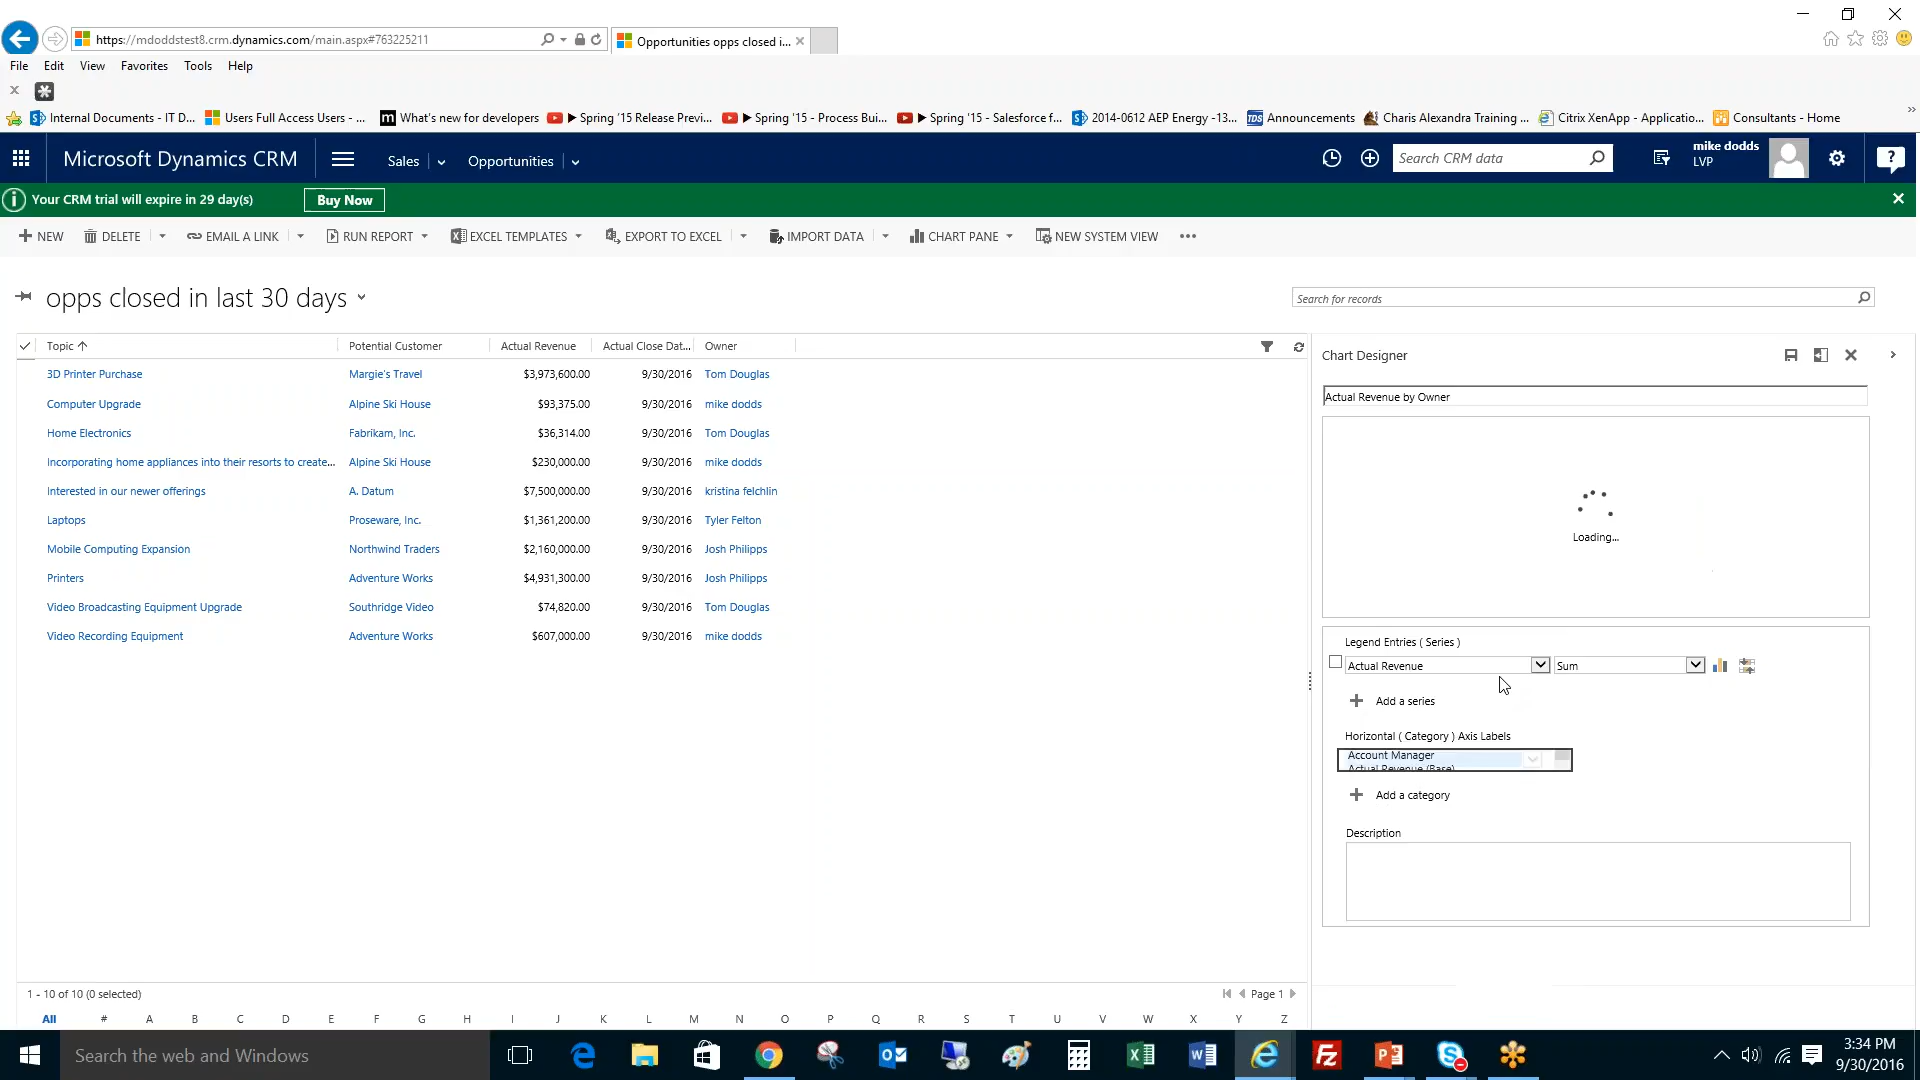 https://mdoddstest8.crm.dynamics.com/main.aspx#763225211
Opportunities opps closed i...
File Edit View Favorites Tools Help
Internal Documents - IT D... Users Full Access Users - ... What's new for developers Spring '15 Release Previ... Spring '15 - Process Bui... Spring '15 - Salesforce f... 2014-0612 AEP Energy -13... Announcements Charis Alexandra Training ... Citrix XenApp - Applicatio... Consultants - Home
Microsoft Dynamics CRM Sales Opportunities Search CRM data mike dodds
LVP
Your CRM trial will expire in 29 day(s) Buy Now
NEW DELETE EMAIL A LINK RUN REPORT EXCEL TEMPLATES EXPORT TO EXCEL IMPORT DATA CHART PANE NEW SYSTEM VIEW
opps closed in last 30 days Search for records
Topic Potential Customer Actual Revenue Actual Close Dat... Owner
3D Printer Purchase Margie's Travel $3,973,600.00 9/30/2016 Tom Douglas
Computer Upgrade Alpine Ski House $93,375.00 9/30/2016 mike dodds
Home Electronics Fabrikam, Inc. $36,314.00 9/30/2016 Tom Douglas
Incorporating home appliances into their resorts to create... Alpine Ski House $230,000.00 9/30/2016 mike dodds
Interested in our newer offerings A. Datum $7,500,000.00 9/30/2016 kristina felchlin
Laptops Proseware, Inc. $1,361,200.00 9/30/2016 Tyler Felton
Mobile Computing Expansion Northwind Traders $2,160,000.00 9/30/2016 Josh Philipps
Printers Adventure Works $4,931,300.00 9/30/2016 Josh Philipps
Video Broadcasting Equipment Upgrade Southridge Video $74,820.00 9/30/2016 Tom Douglas
Video Recording Equipment Adventure Works $607,000.00 9/30/2016 mike dodds
Chart Designer
Actual Revenue by Owner
Loading...
Legend Entries ( Series )
Actual Revenue Sum
Add a series
Horizontal ( Category ) Axis Labels
Account Manager
Actual Revenue (Base)
Add a category
Description
1 - 10 of 10 (0 selected) Page 1
All # A B C D E F G H I J K L M N O P Q R S T U V W X Y Z
Search the web and Windows
3:34 PM
9/30/2016